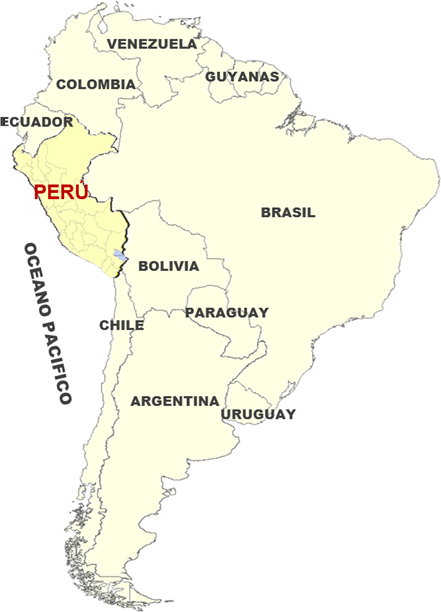 VENEZUELA
GUYANAS
COLOMBIA
ECUADOR
PERÚ
BRASIL
OCEANO PACIFICO
BOLIVIA
PARAGUAY
CHILE
ARGENTINA
URUGUAY